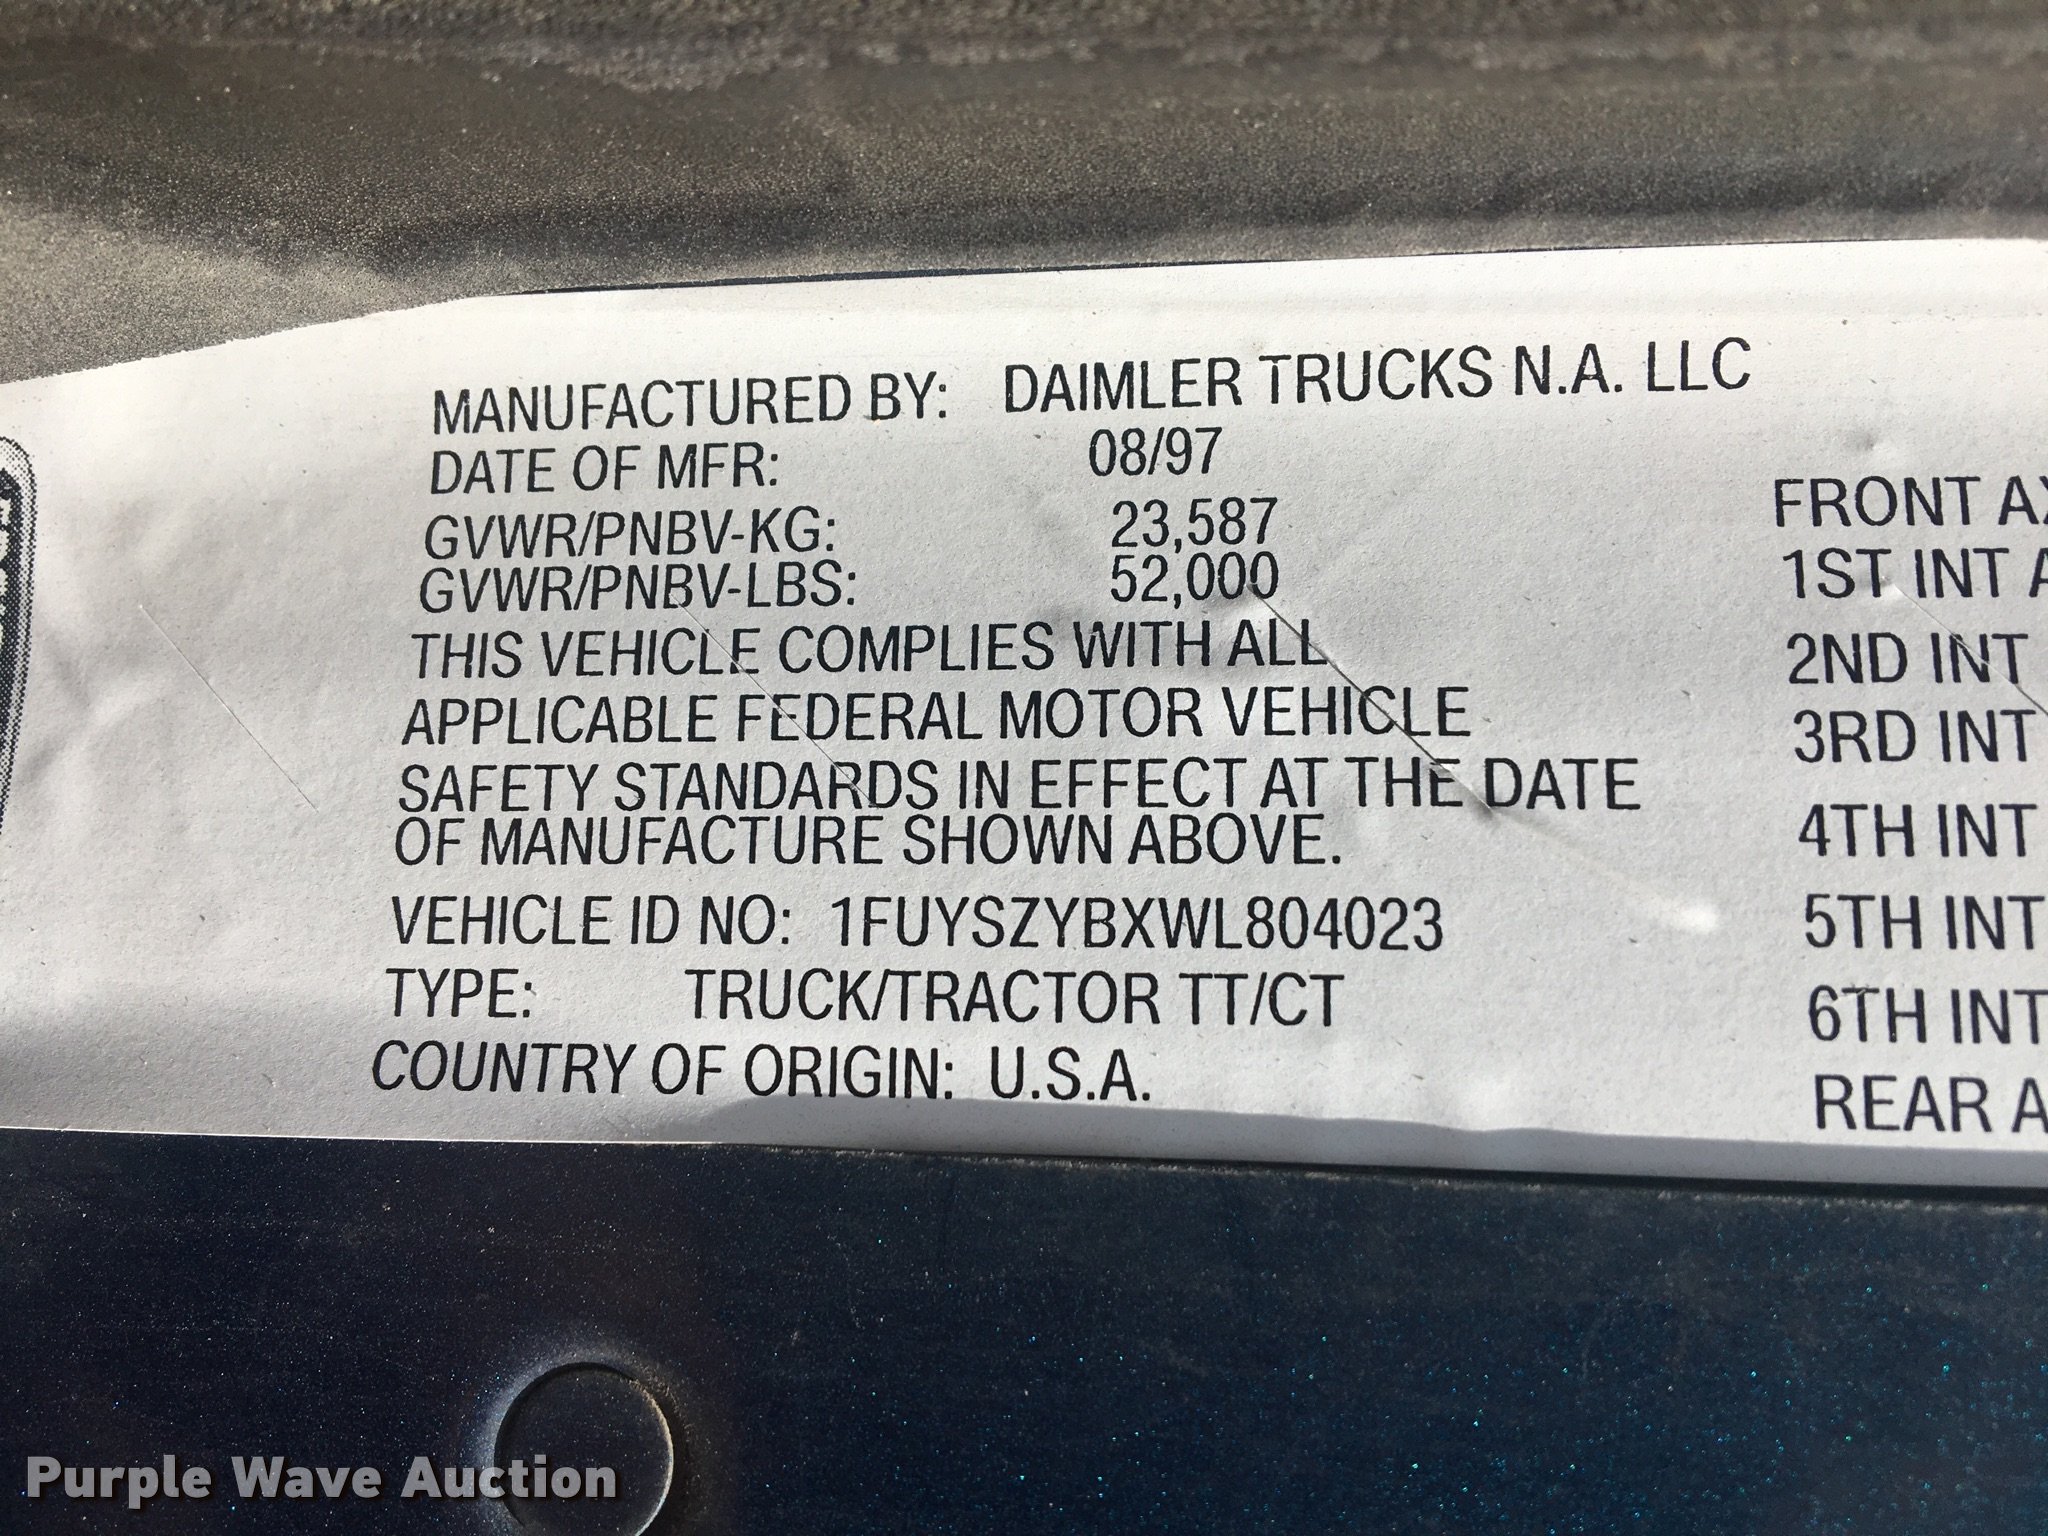 MANUFACTURED BY: DAIMLER TRUCKS N.A. LLC
DATE OF MFR: 08/97
GVWR/PNBV-KG: 23,587
GVWR/PNBV-LBS: 52,000
THIS VEHICLE COMPLIES WITH ALL
APPLICABLE FEDERAL MOTOR VEHICLE
SAFETY STANDARDS IN EFFECT AT THE DATE
OF MANUFACTURE SHOWN ABOVE.
VEHICLE ID NO: 1FUYSZYBXWL804023
TYPE: TRUCK/TRACTOR TT/CT
COUNTRY OF ORIGIN: U.S.A.
FRONT
1ST INT
2ND INT
3RD INT
4TH INT
5TH INT
6TH INT
REAR
Purple Wave Auction